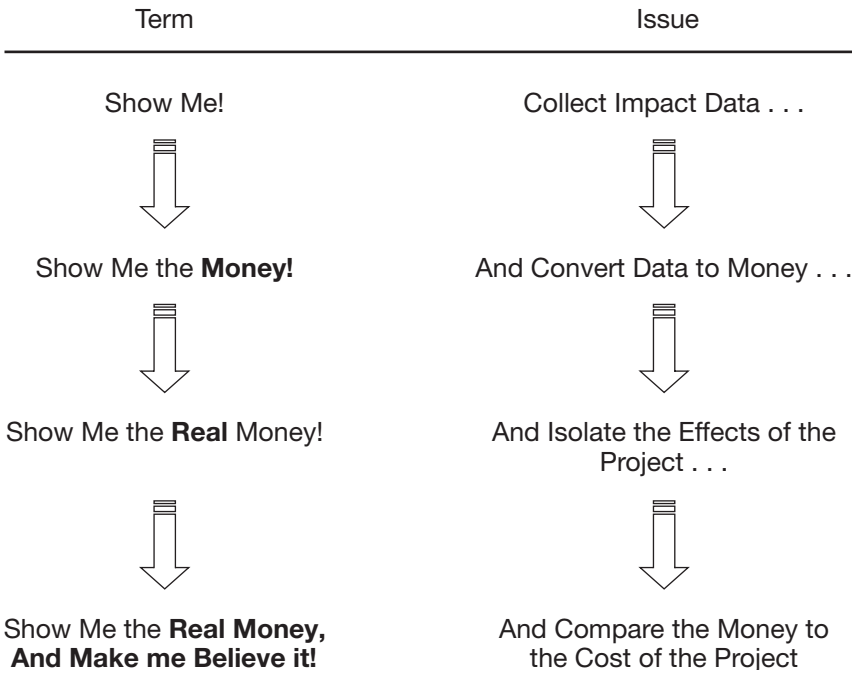 Term Issue
Show Me! Collect Impact Data . . .
Show Me the Money! And Convert Data to Money . . .
Show Me the Real Money! And Isolate the Effects of the
Project . . .
Show Me the Real Money, And Compare the Money to
And Make me Believe it! the Cost of the Project